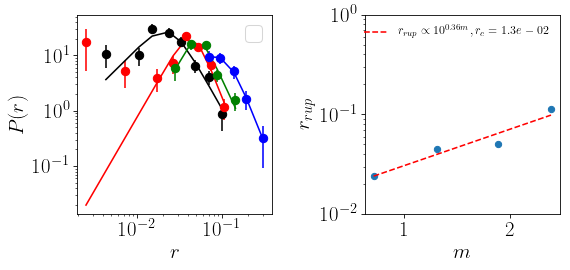 10^1
10^0
10^{-1}
P(r)
10^{-2}
10^{-1}
r
r_{rup} ∝ 10^{0.36m}, r_c = 1.3e − 02
10^0
10^{-1}
10^{-2}
r_{rup}
1
2
m